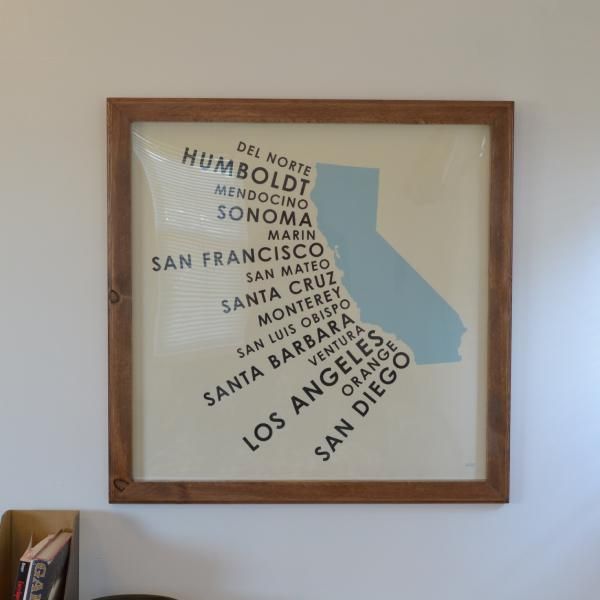 DEL NORTE
HUMBOLDT
MENDOCINO
SONOMA
MARIN
SAN FRANCISCO
SAN MATEO
SANTA CRUZ
MONTEREY
SAN LUIS OBISPO
SANTA BARBARA
VENTURA
LOS ANGELES
ORANGE
SAN DIEGO